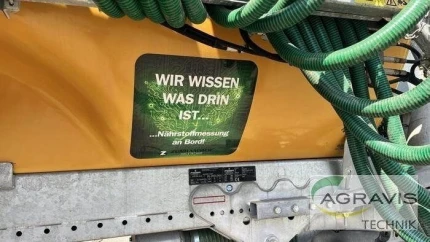 WIR WISSEN
WAS DRIN
IST...
...Nährstoffmessung
an Bord!
AGRAVIS
TECHNIK